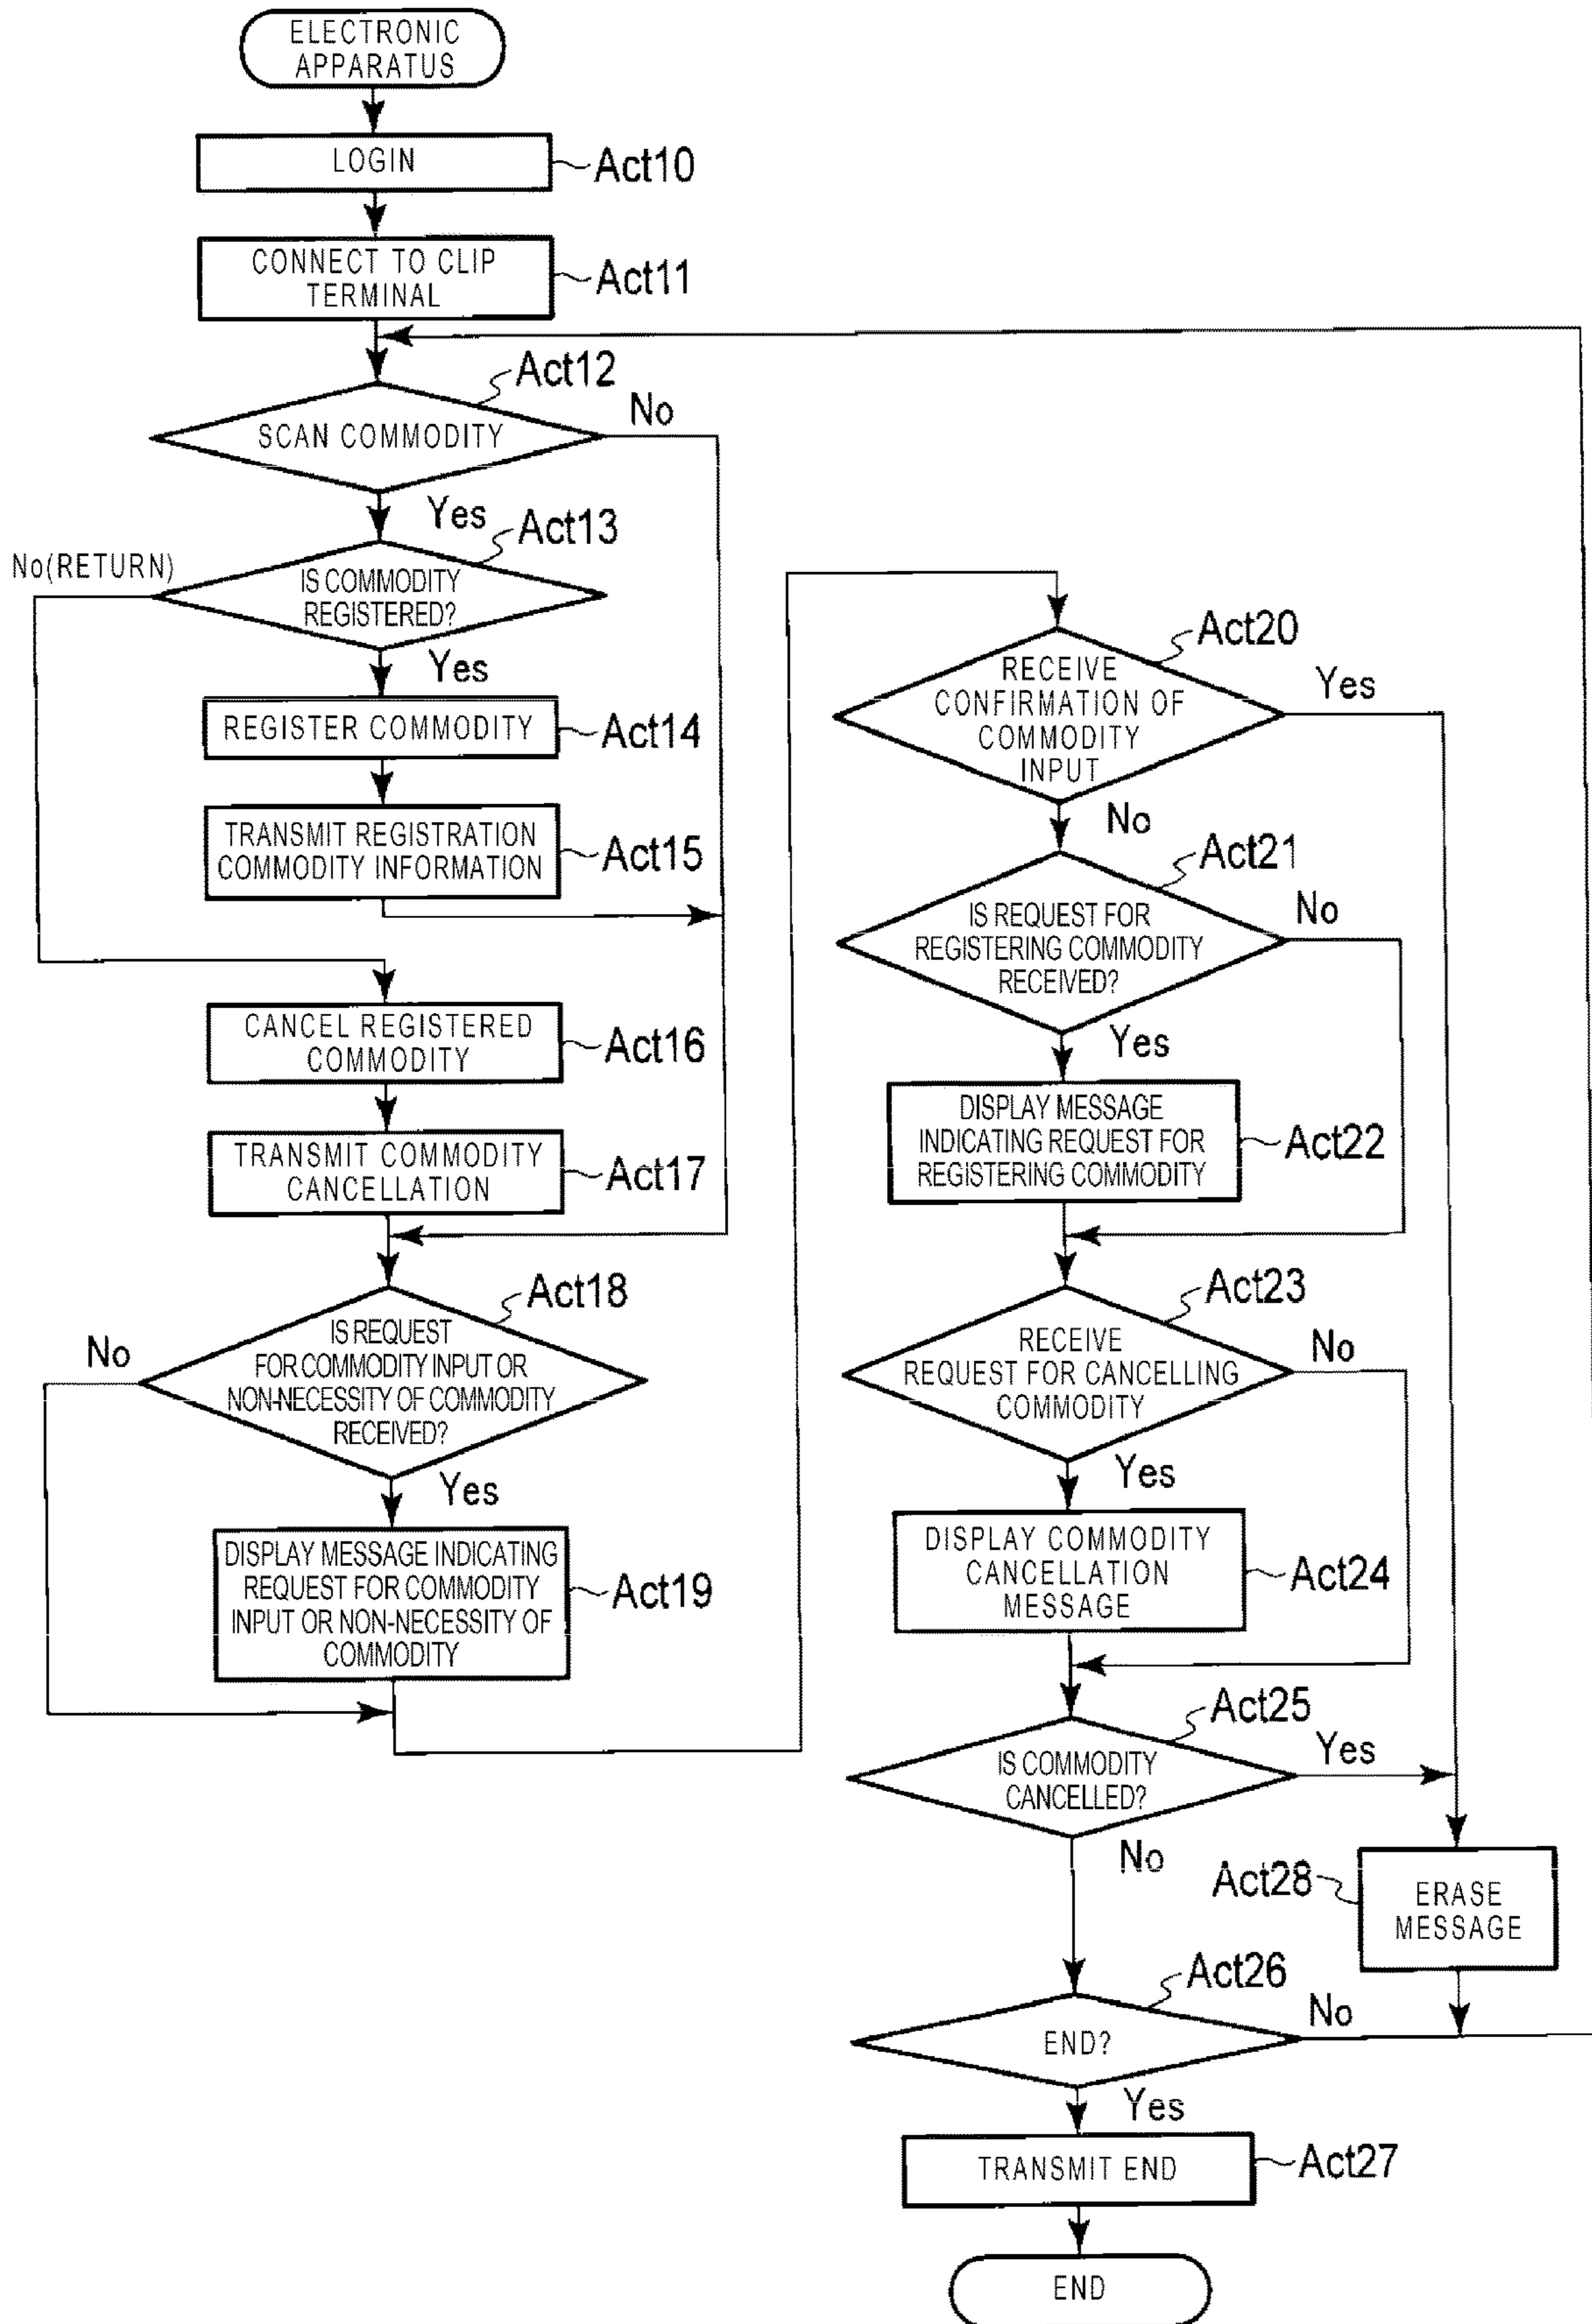 ELECTRONIC
APPARATUS
LOGIN
Act10
CONNECT TO CLIP
TERMINAL
Act11
Act12
SCAN COMMODITY
No
Yes
Act13
No(RETURN)
IS COMMODITY
REGISTERED?
Yes
REGISTER COMMODITY
Act14
TRANSMIT REGISTRATION
COMMODITY INFORMATION
Act15
CANCEL REGISTERED
COMMODITY
Act16
TRANSMIT COMMODITY
CANCELLATION
Act17
Act18
No
IS REQUEST
FOR COMMODITY INPUT OR
NON-NECESSITY OF COMMODITY
RECEIVED?
Yes
DISPLAY MESSAGE INDICATING
REQUEST FOR COMMODITY
INPUT OR NON-NECESSITY OF
COMMODITY
Act19
Act20
RECEIVE
CONFIRMATION OF
COMMODITY
INPUT
Yes
No
Act21
IS REQUEST FOR
REGISTERING COMMODITY
RECEIVED?
No
Yes
DISPLAY MESSAGE
INDICATING REQUEST FOR
REGISTERING COMMODITY
Act22
Act23
RECEIVE
REQUEST FOR CANCELLING
COMMODITY
No
Yes
DISPLAY COMMODITY
CANCELLATION
MESSAGE
Act24
Act25
IS COMMODITY
CANCELLED?
Yes
No
Act28
ERASE
MESSAGE
Act26
END?
No
Yes
TRANSMIT END
Act27
END